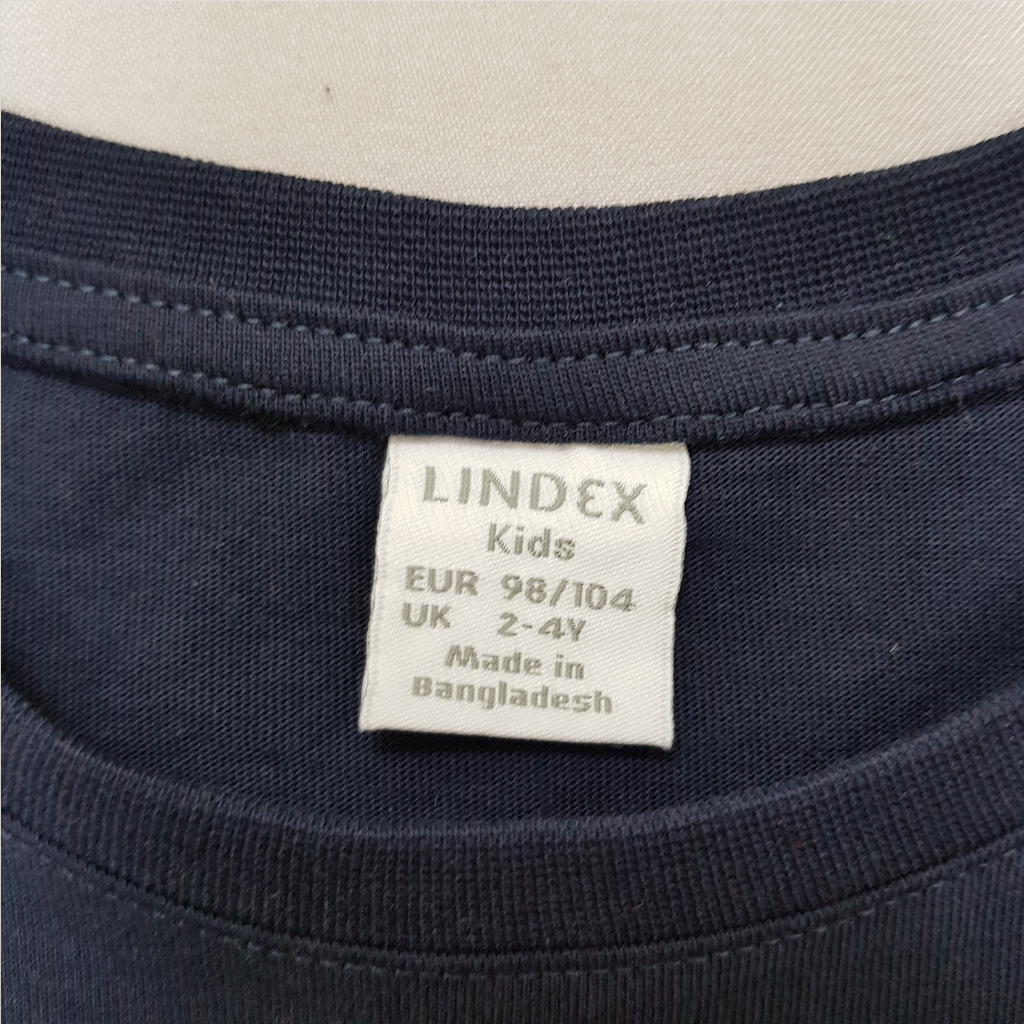 LINDEX
Kids
EUR 98/104
UK 2-4Y
Made in
Bangladesh